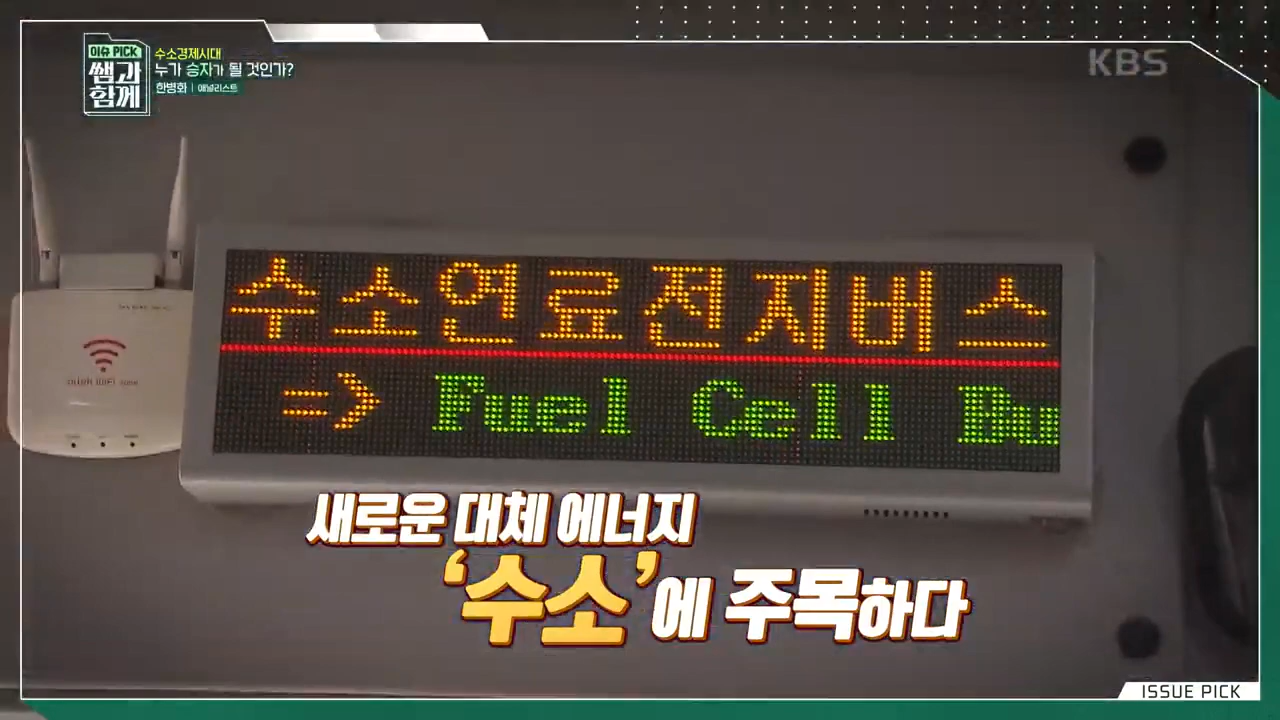 이슈 PICK
쌤과
함께
수소경제시대
누가 승자가 될 것인가?
한병화 | 애널리스트
KBS
수소연료전지버스
=> Fuel Cell Bu
새로운 대체 에너지
‘수소’에 주목하다
ISSUE PICK